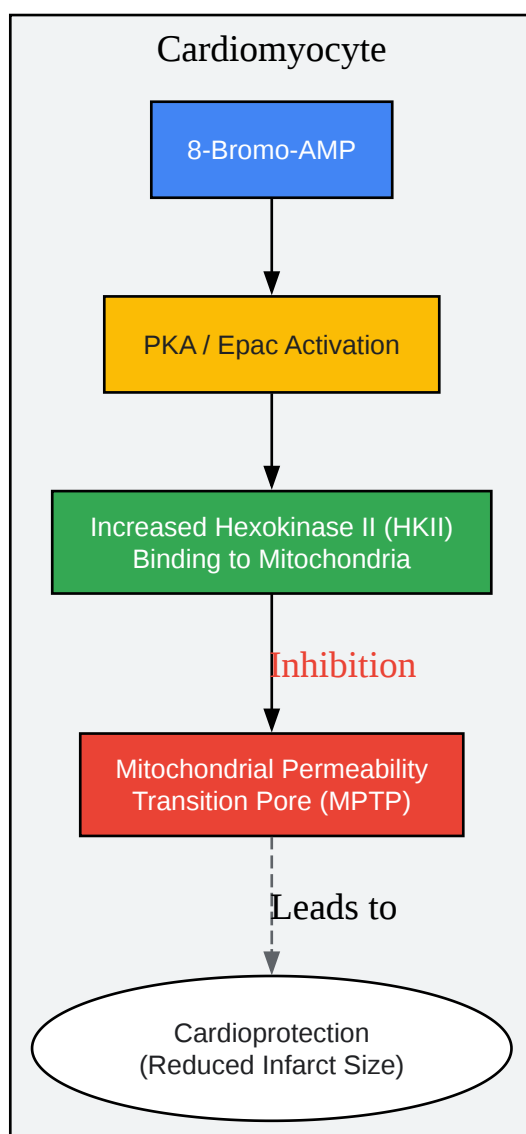 Cardiomyocyte
8-Bromo-AMP
PKA / Epac Activation
Increased Hexokinase II (HKII)
Binding to Mitochondria
Inhibition
Mitochondrial Permeability
Transition Pore (MPTP)
Leads to
Cardioprotection
(Reduced Infarct Size)